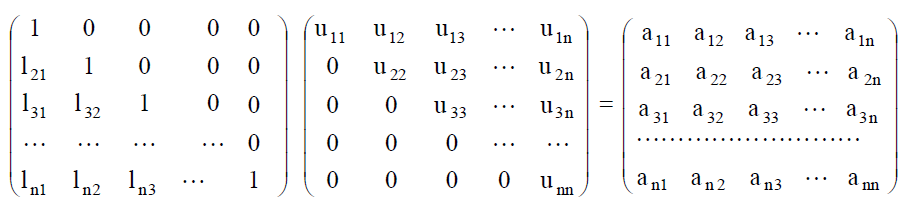 1 0 0 0 0 u11 u12 u13 ⋯ u1n a11 a12 a13 ⋯ a1n
l21 1 0 0 0 0 u22 u23 ⋯ u2n a21 a22 a23 ⋯ a2n
l31 l32 1 0 0 0 0 u33 ⋯ u3n = a31 a32 a33 ⋯ a3n
⋯ ⋯ ⋯ ⋯ 0 0 0 0 ⋯ ⋯ ⋯⋯⋯⋯⋯⋯⋯⋯⋯
ln1 ln2 ln3 ⋯ 1 0 0 0 0 unn an1 an2 an3 ⋯ ann